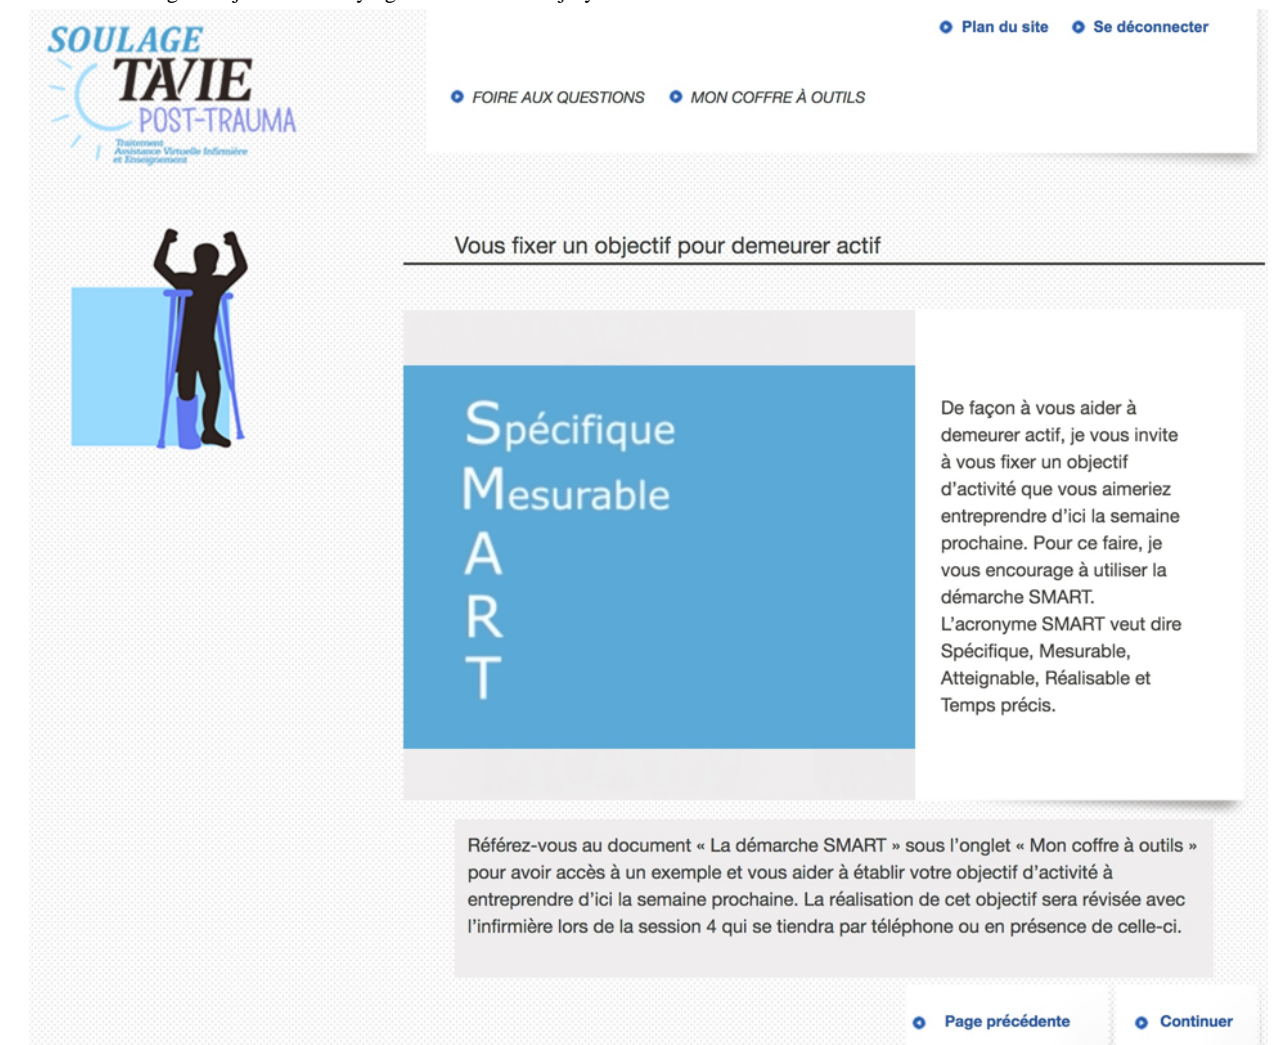 SOULAGE
TAVIE
POST-TRAUMA
Traitement
Assistance Virtuelle Infirmière
et Enseignement
Plan du site
Se déconnecter
FOIRE AUX QUESTIONS
MON COFFRE À OUTILS
Vous fixer un objectif pour demeurer actif
Spécifique
Mesurable
A
R
T
De façon à vous aider à
demeurer actif, je vous invite
à vous fixer un objectif
d'activité que vous aimeriez
entreprendre d'ici la semaine
prochaine. Pour ce faire, je
vous encourage à utiliser la
démarche SMART.
L'acronyme SMART veut dire
Spécifique, Mesurable,
Atteignable, Réalisable et
Temps précis.
Référez-vous au document « La démarche SMART » sous l'onglet « Mon coffre à outils »
pour avoir accès à un exemple et vous aider à établir votre objectif d'activité à
entreprendre d'ici la semaine prochaine. La réalisation de cet objectif sera révisée avec
l'infirmière lors de la session 4 qui se tiendra par téléphone ou en présence de celle-ci.
Page précédente
Continuer